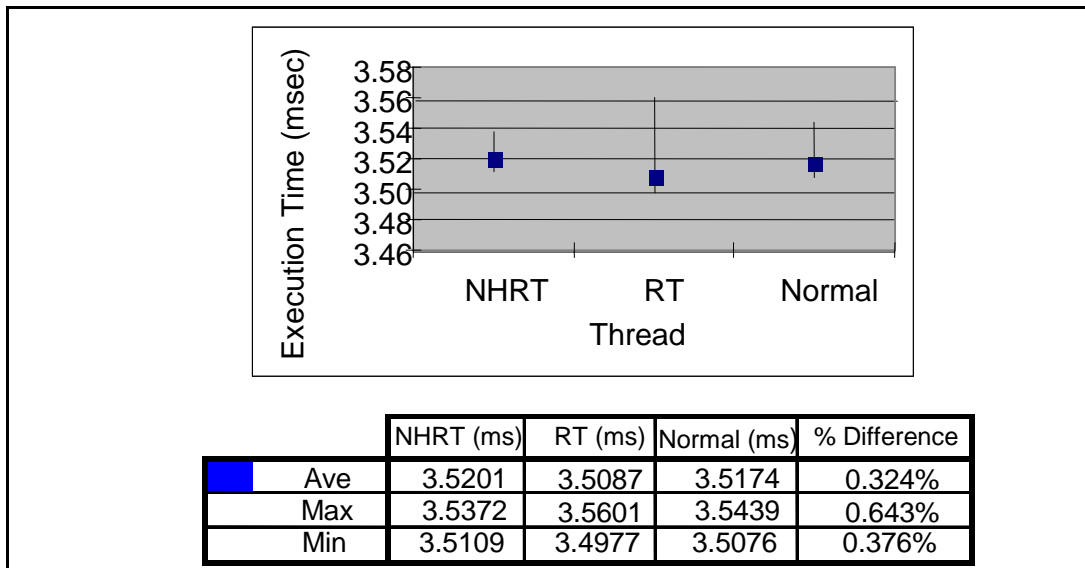 Execution Time (msec)
3.58
3.56
3.54
3.52
3.50
3.48
3.46
NHRT RT Normal
Thread
NHRT (ms) RT (ms) Normal (ms) % Difference
Ave 3.5201 3.5087 3.5174 0.324%
Max 3.5372 3.5601 3.5439 0.643%
Min 3.5109 3.4977 3.5076 0.376%